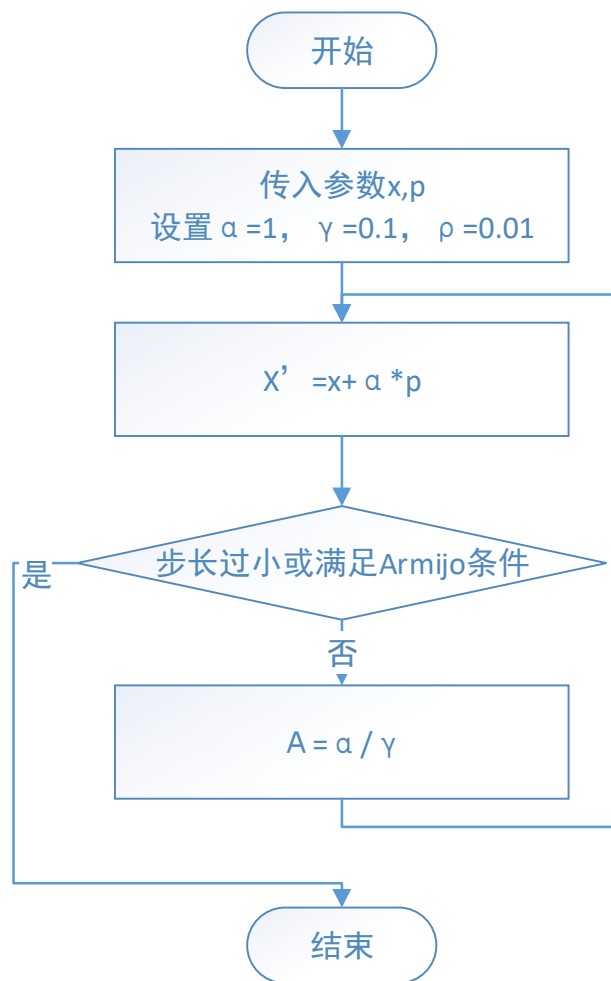 开始
传入参数x,p
设置α=1， γ=0.1， ρ=0.01
X’ =x+α*p
步长过小或满足Armijo条件
是
否
A = α / γ
结束